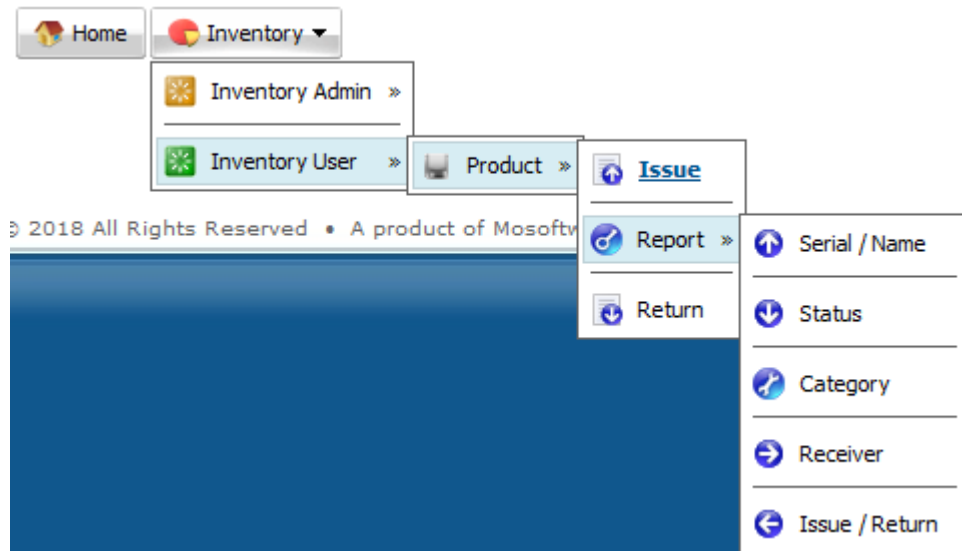 Home Inventory ▼
Inventory Admin »
Inventory User » Product » Issue
© 2018 All Rights Reserved • A product of
Report » Serial / Name
Return Status
Category
Receiver
Issue / Return